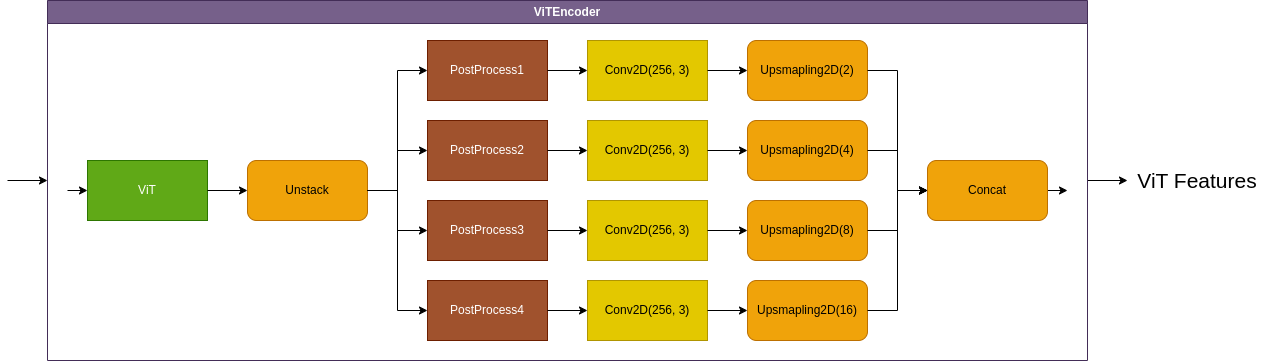 ViTEncoder
PostProcess1
Conv2D(256, 3)
Upsmapling2D(2)
PostProcess2
Conv2D(256, 3)
Upsmapling2D(4)
ViT
Unstack
Concat
ViT Features
PostProcess3
Conv2D(256, 3)
Upsmapling2D(8)
PostProcess4
Conv2D(256, 3)
Upsmapling2D(16)